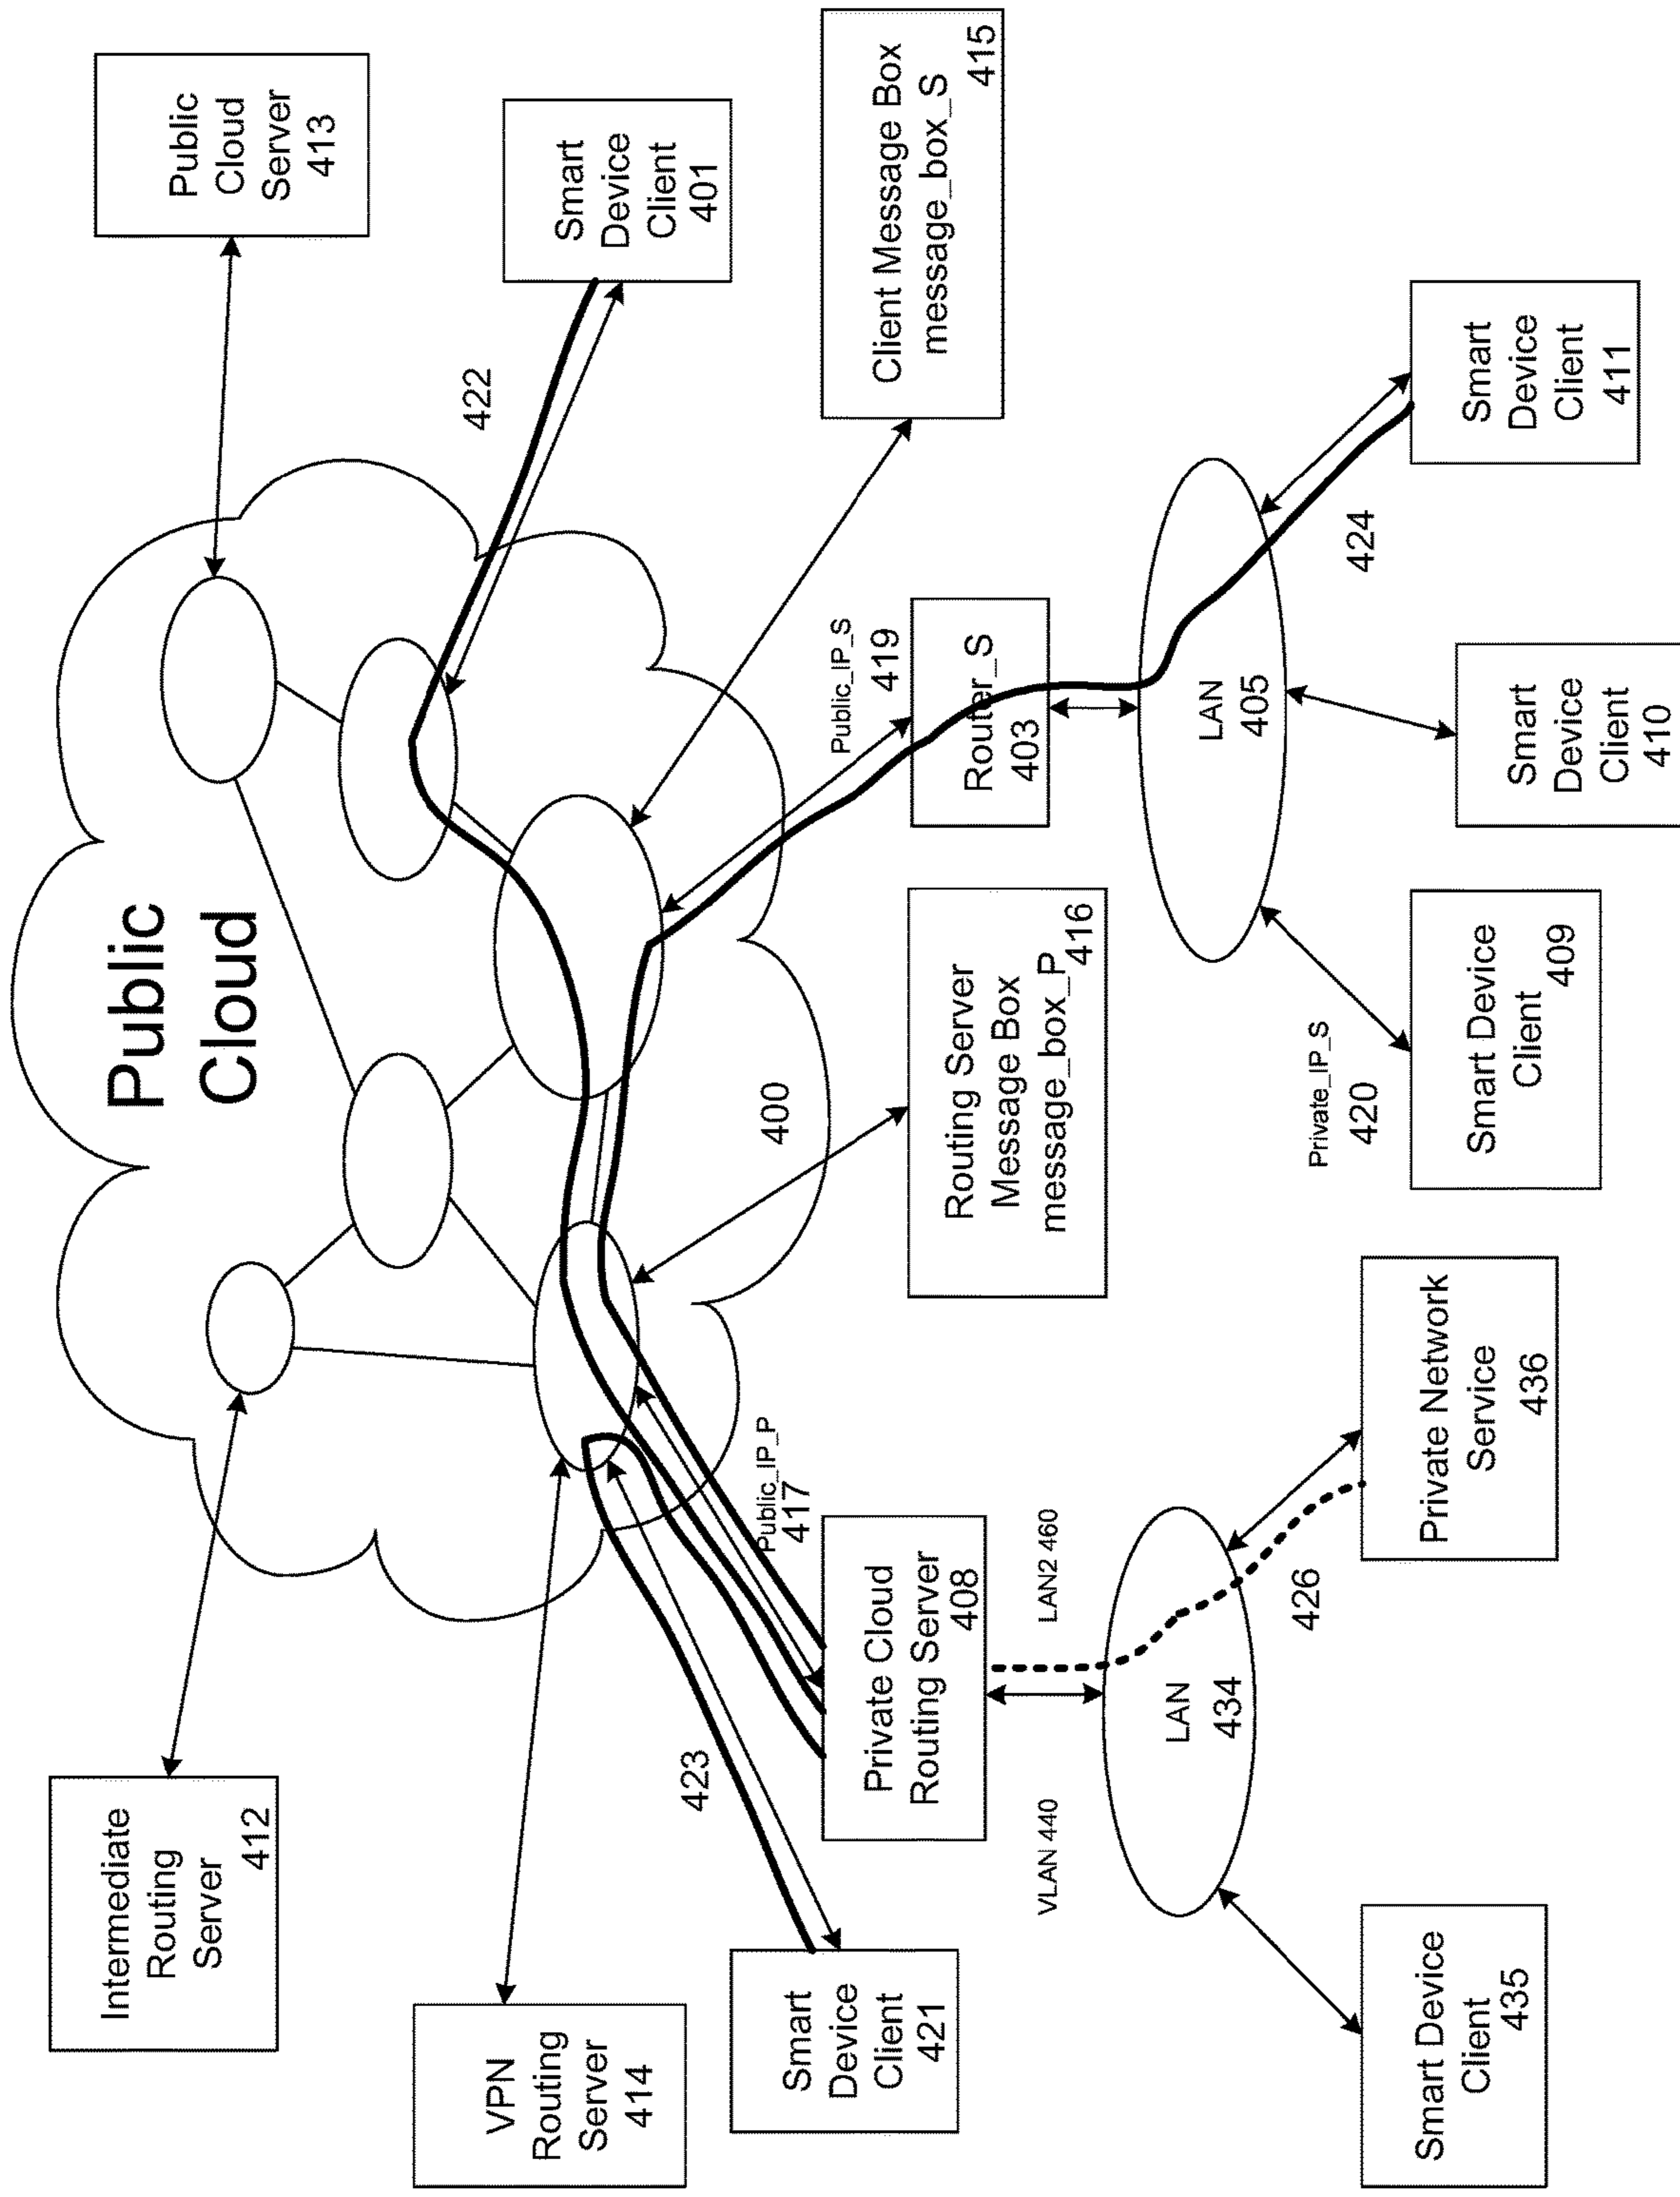 Intermediate
Routing
Server
412
Public
Cloud
Public
Cloud
Server
413
VPN
Routing
Server
414
422
Smart
Device
Client
401
Smart
Device
Client
421
423
Public_IP_P
417
400
Public_IP_S
419
Client Message Box
message_box_S
415
Private Cloud
Routing Server
408
Routing Server
Message Box
message_box_P
416
Router_S
403
VLAN 440
LAN2 460
LAN
434
LAN
405
426
Private_IP_S
420
424
Smart Device
Client
435
Private Network
Service
436
Smart Device
Client
409
Smart
Device
Client
410
Smart
Device
Client
411